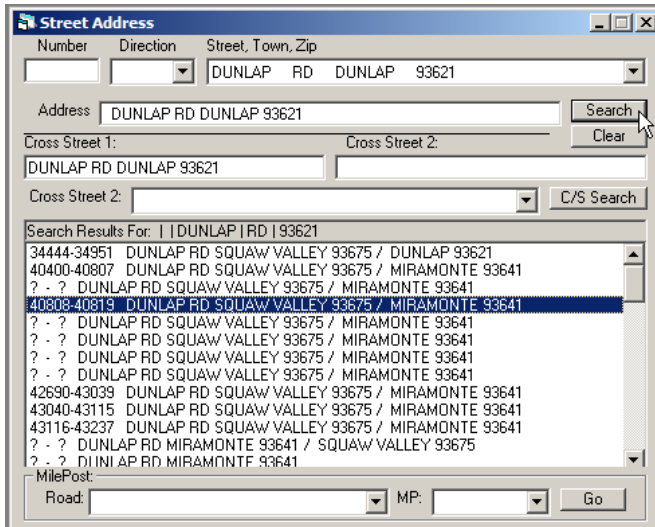 Street Address
Number Direction Street, Town, Zip
DUNLAP RD DUNLAP 93621
Address DUNLAP RD DUNLAP 93621 Search
Clear
Cross Street 1: Cross Street 2:
DUNLAP RD DUNLAP 93621
Cross Street 2: C/S Search
Search Results For: | | DUNLAP | RD | 93621
34444-34951 DUNLAP RD SQUAW VALLEY 93675 / DUNLAP 93621
40400-40807 DUNLAP RD SQUAW VALLEY 93675 / MIRAMONTE 93641
? - ? DUNLAP RD SQUAW VALLEY 93675 / MIRAMONTE 93641
40808-40819 DUNLAP RD SQUAW VALLEY 93675 / MIRAMONTE 93641
? - ? DUNLAP RD SQUAW VALLEY 93675 / MIRAMONTE 93641
? - ? DUNLAP RD SQUAW VALLEY 93675 / MIRAMONTE 93641
? - ? DUNLAP RD SQUAW VALLEY 93675 / MIRAMONTE 93641
? - ? DUNLAP RD SQUAW VALLEY 93675 / MIRAMONTE 93641
42690-43039 DUNLAP RD SQUAW VALLEY 93675 / MIRAMONTE 93641
43040-43115 DUNLAP RD SQUAW VALLEY 93675 / MIRAMONTE 93641
43116-43237 DUNLAP RD SQUAW VALLEY 93675 / MIRAMONTE 93641
? - ? DUNLAP RD MIRAMONTE 93641 / SQUAW VALLEY 93675
? - ? DUNLAP RD MIRAMONTE 93641
MilePost:
Road: MP: Go